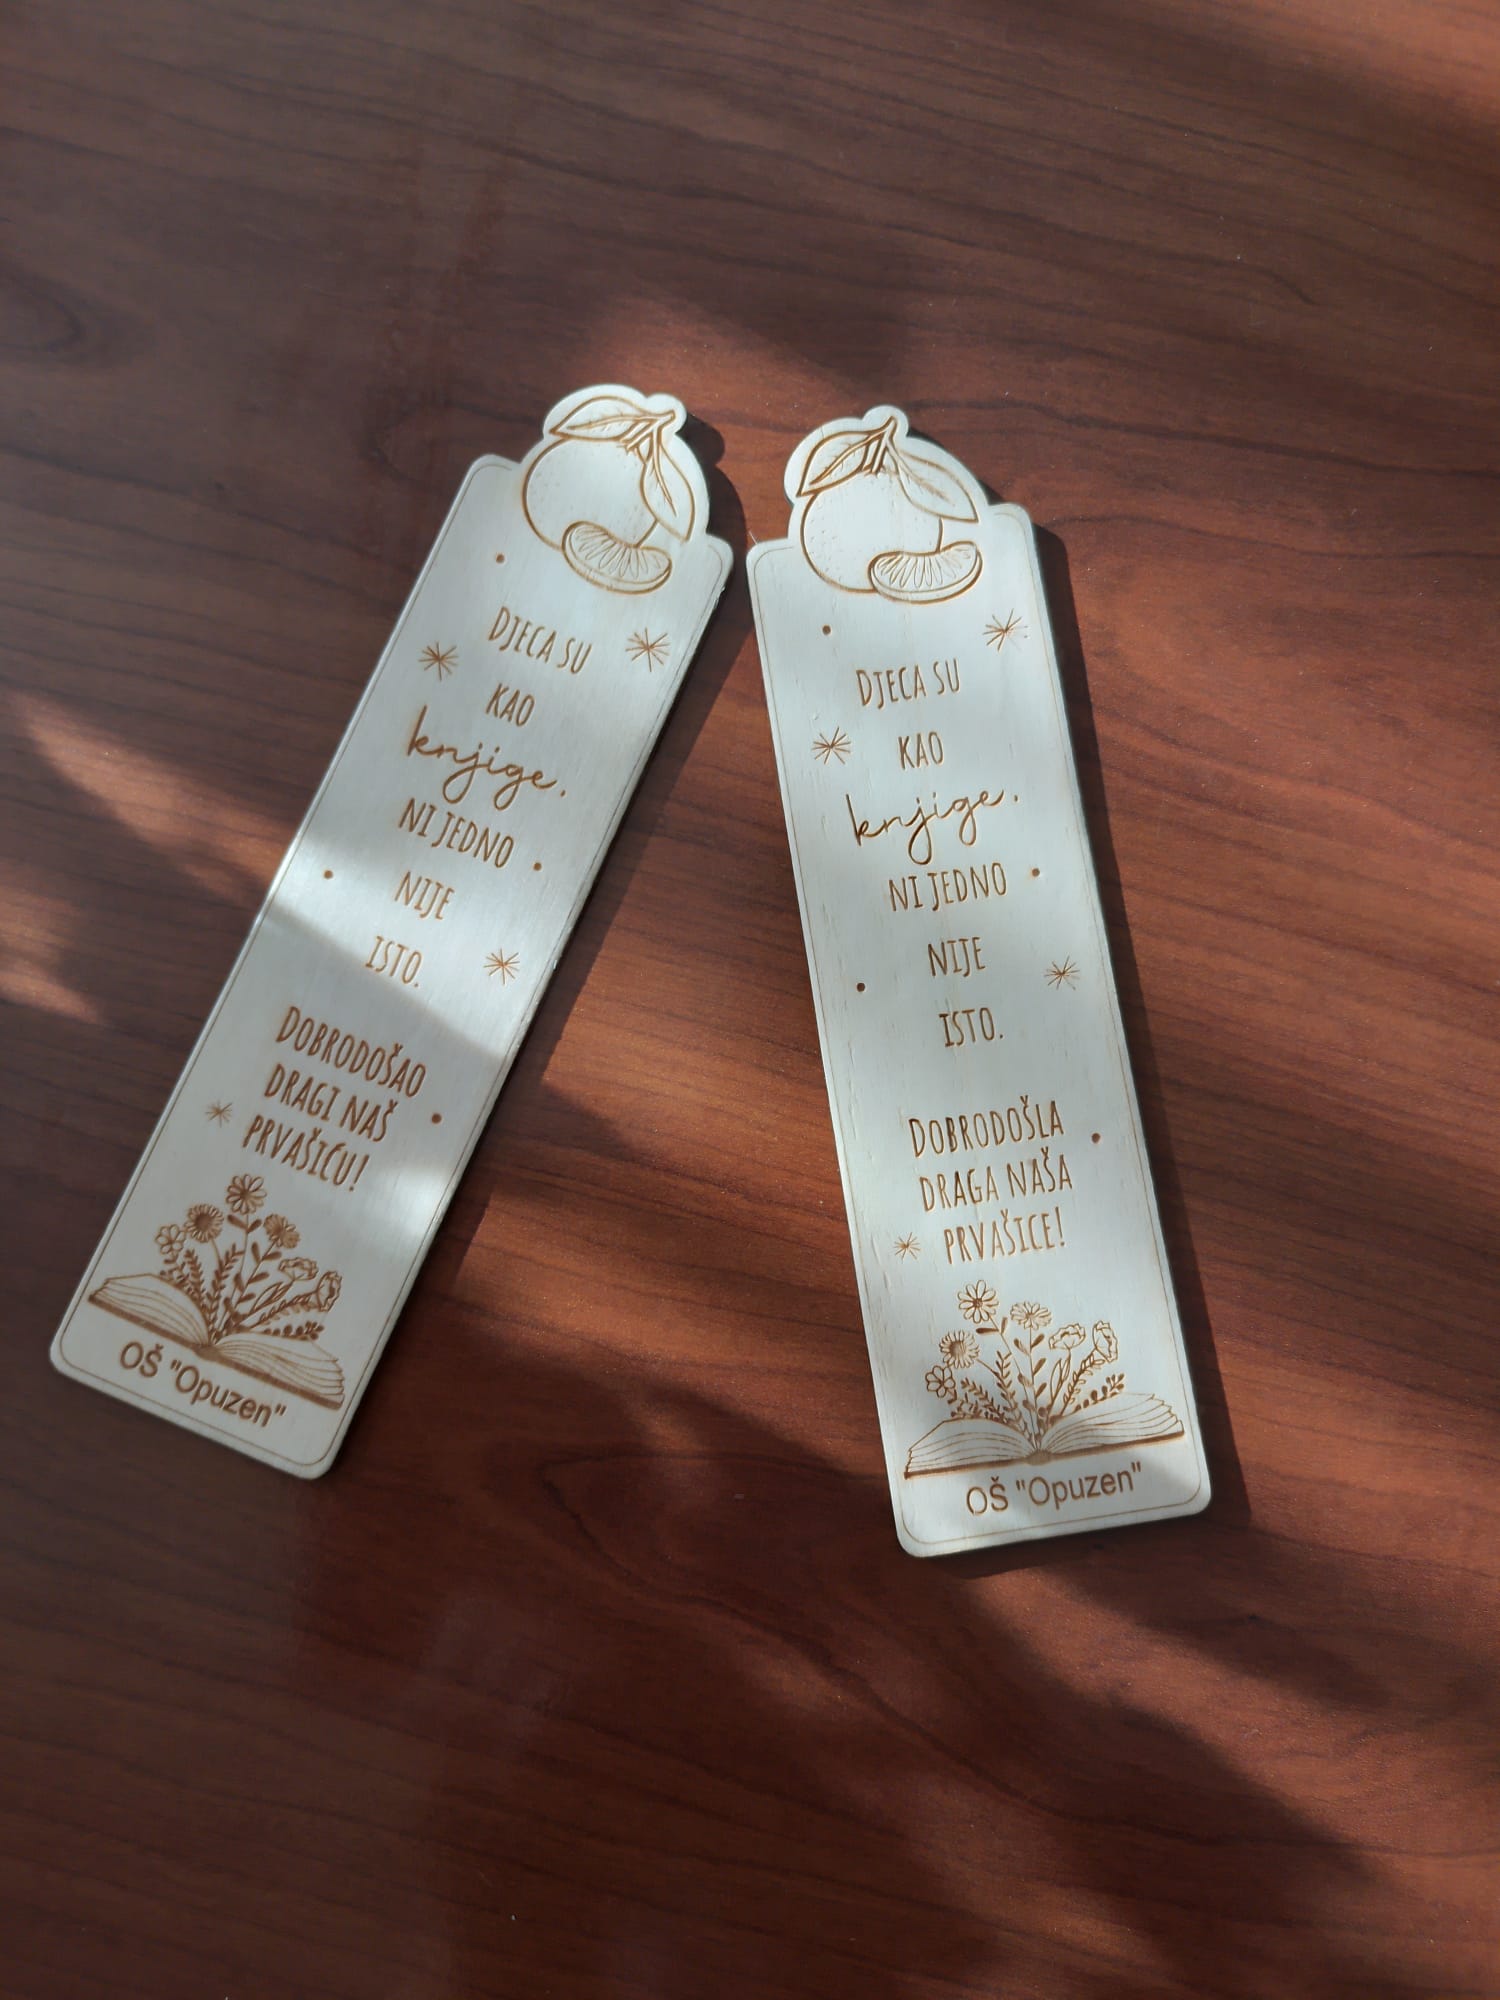 DJECA SU
KAO
knjige.
NI JEDNO
NIJE
ISTO.
DOBRODOŠAO
DRAGI NAŠ
PRVAŠIĆU!
OŠ "Opuzen"
DJECA SU
KAO
knjige.
NI JEDNO
NIJE
ISTO.
DOBRODOŠLA
DRAGA NAŠA
PRVAŠICE!
OŠ "Opuzen"